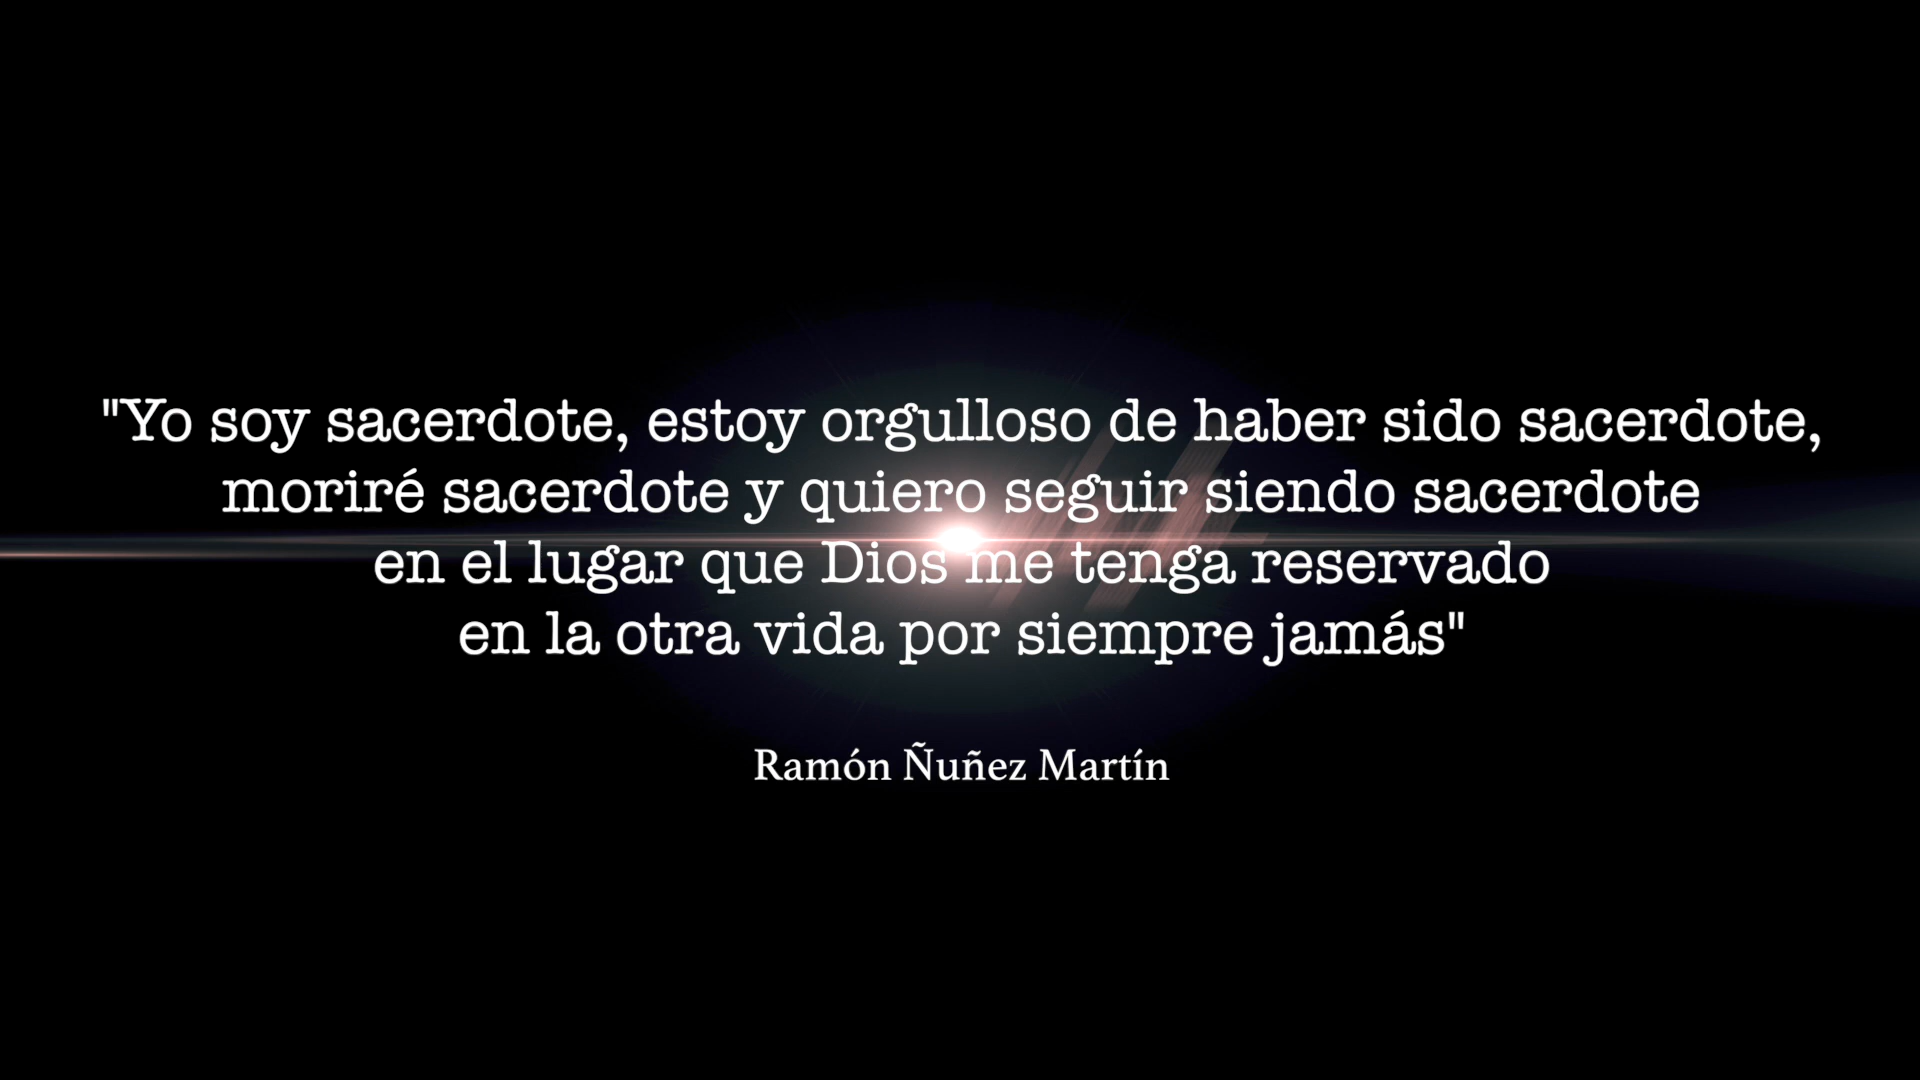 "Yo soy sacerdote, estoy orgulloso de haber sido sacerdote,
moriré sacerdote y quiero seguir siendo sacerdote
en el lugar que Dios me tenga reservado
en la otra vida por siempre jamás"
Ramón Ñuñez Martín